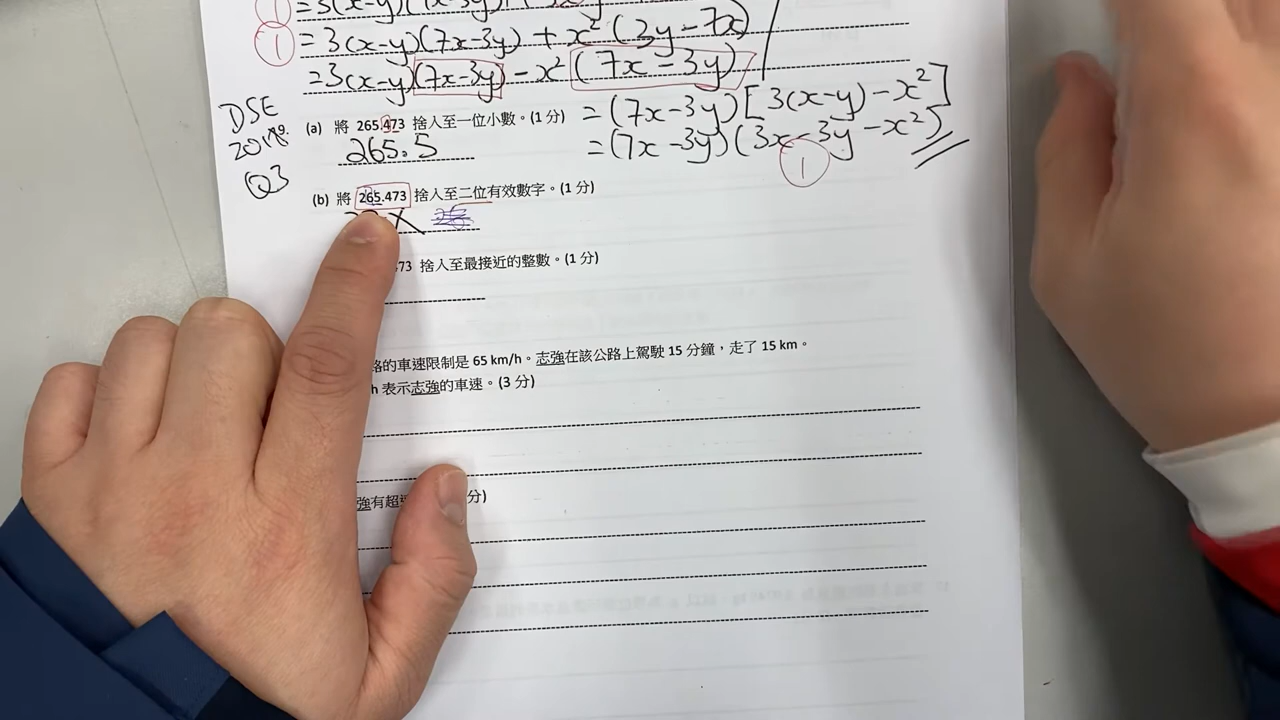 = 3(x-y)(7x-3y)+
① = 3(x-y)(7x-3y) + x²(3y-7x)
= 3(x-y)(7x-3y) - x²(7x-3y)
= (7x-3y)[3(x-y)-x²]
= (7x-3y)(3x-3y-x²)
①
DSE
2018
Q3
(a) 將 265.473 捨入至一位小數。(1 分)
265.5
(b) 將 265.473 捨入至二位有效數字。(1 分)
73 捨入至最接近的整數。(1 分)
路的車速限制是 65 km/h。志強在該公路上駕駛 15 分鐘，走了 15 km。
h 表示志強的車速。(3 分)
強有超
分)